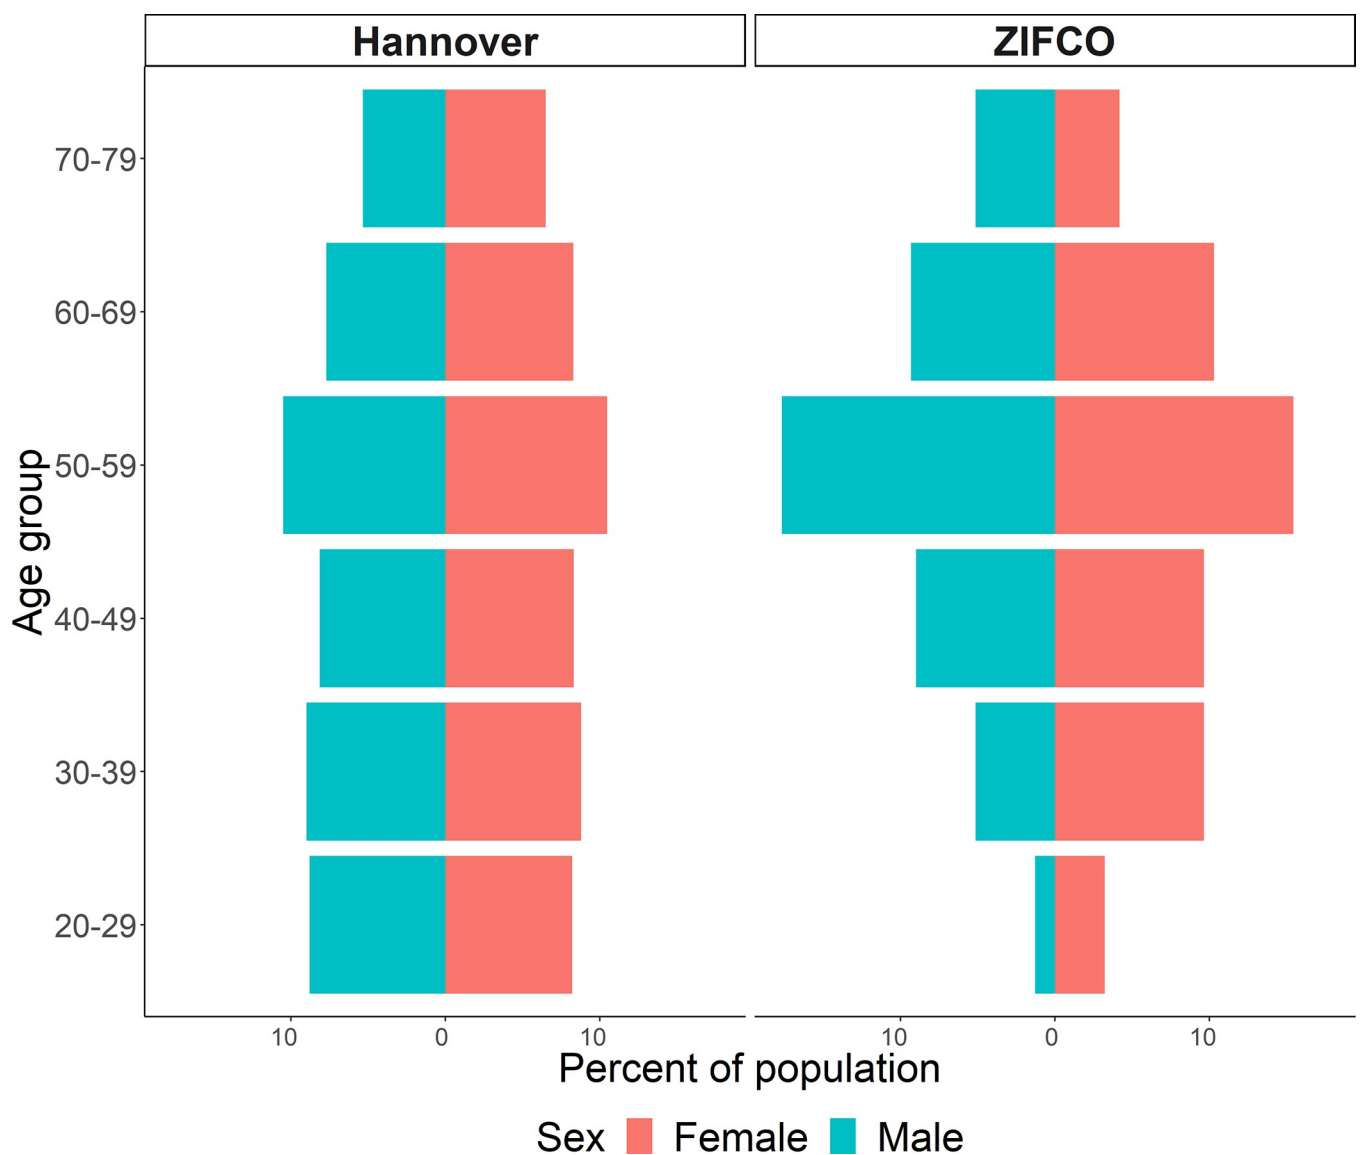 Hannover
ZIFCO
Age group
70-79
60-69
50-59
40-49
30-39
20-29
10 0 10
10 0 10
Percent of population
Sex Female Male